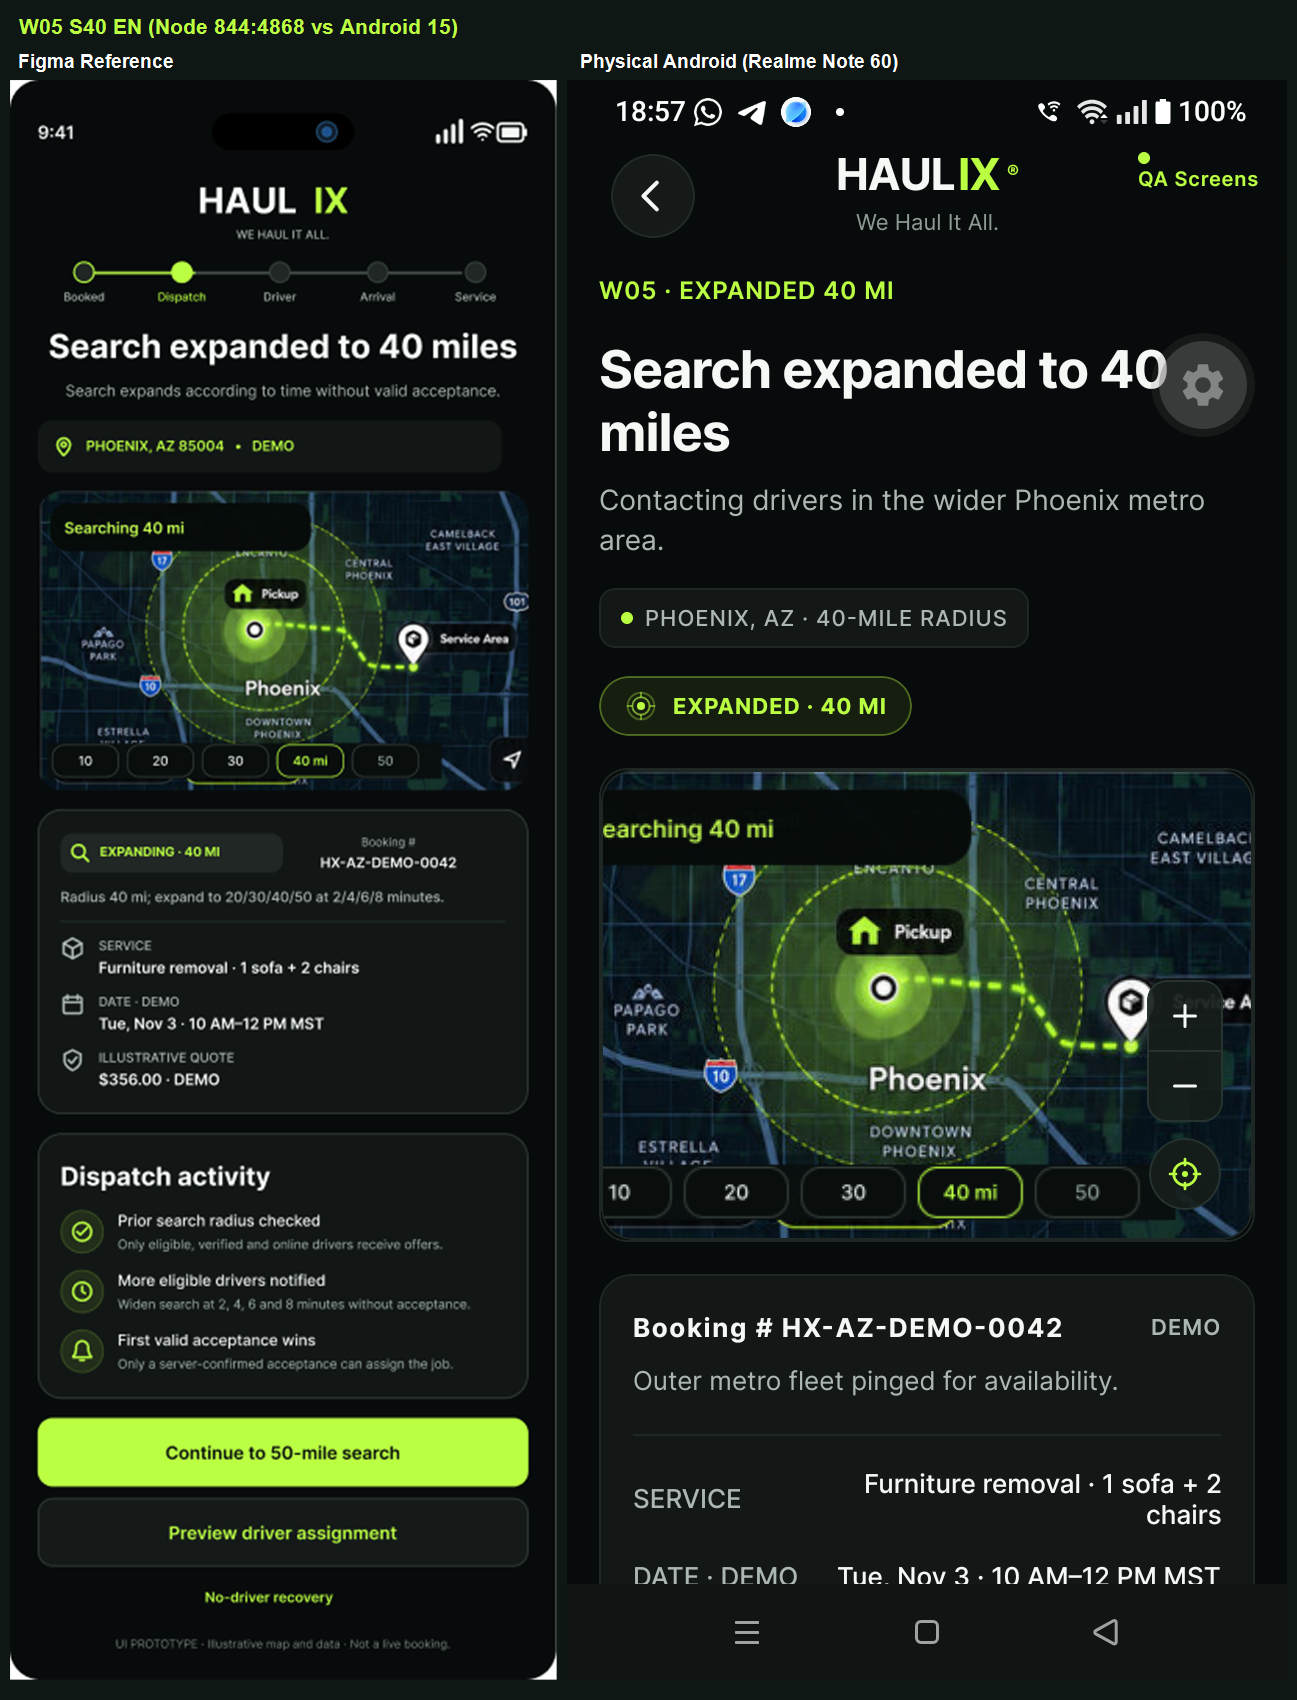 W05 S40 EN (Node 844:4868 vs Android 15)
Figma Reference
9:41
HAUL IX
WE HAUL IT ALL.
Booked
Dispatch
Driver
Arrival
Service
Search expanded to 40 miles
Search expands according to time without valid acceptance.
PHOENIX, AZ 85004 • DEMO
Searching 40 mi
CAMELBACK
EAST VILLAGE
ENCANTO
17
CENTRAL
PHOENIX
Pickup
101
PAPAGO
PARK
Service Area
10
Phoenix
DOWNTOWN
PHOENIX
ESTRELLA
10
20
30
40 mi
50
EXPANDING · 40 MI
Booking #
HX-AZ-DEMO-0042
Radius 40 mi; expand to 20/30/40/50 at 2/4/6/8 minutes.
SERVICE
Furniture removal · 1 sofa + 2 chairs
DATE · DEMO
Tue, Nov 3 · 10 AM–12 PM MST
ILLUSTRATIVE QUOTE
$356.00 · DEMO
Dispatch activity
Prior search radius checked
Only eligible, verified and online drivers receive offers.
More eligible drivers notified
Widen search at 2, 4, 6 and 8 minutes without acceptance.
First valid acceptance wins
Only a server-confirmed acceptance can assign the job.
Continue to 50-mile search
Preview driver assignment
No-driver recovery
UI PROTOTYPE · Illustrative map and data · Not a live booking.
Physical Android (Realme Note 60)
18:57
100%
HAULIX ®
We Haul It All.
QA Screens
W05 · EXPANDED 40 MI
Search expanded to 40
miles
Contacting drivers in the wider Phoenix metro
area.
PHOENIX, AZ · 40-MILE RADIUS
EXPANDED · 40 MI
earching 40 mi
CAMELBAC
EAST VILLAG
ENCANTO
17
CENTRAL
PHOENIX
Pickup
PAPAGO
PARK
Service A
10
Phoenix
DOWNTOWN
PHOENIX
ESTRELLA
10
20
30
40 mi
50
Booking # HX-AZ-DEMO-0042
DEMO
Outer metro fleet pinged for availability.
SERVICE
Furniture removal · 1 sofa + 2
chairs
DATE · DEMO
Tue, Nov 3 · 10 AM–12 PM MST